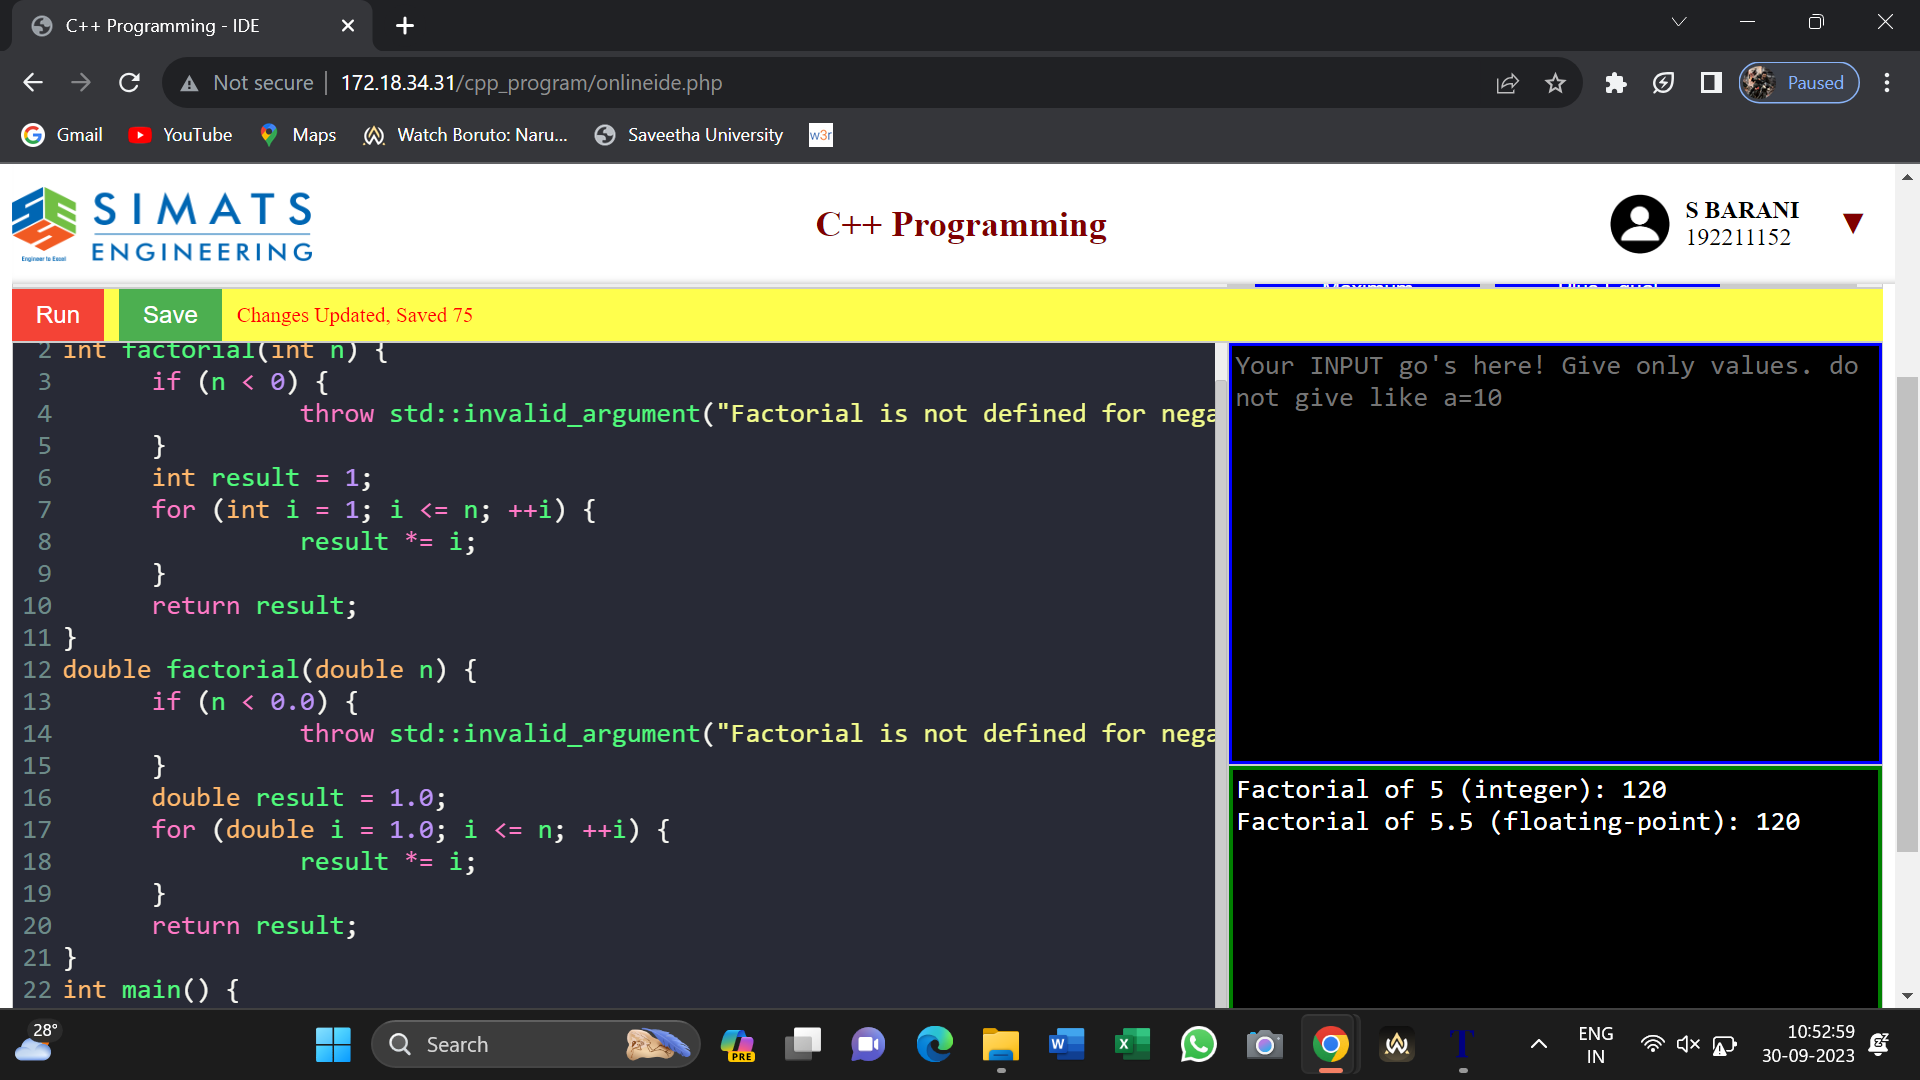 C++ Programming - IDE
Not secure 172.18.34.31/cpp_program/onlineide.php
Paused
Gmail YouTube Maps Watch Boruto: Naru... Saveetha University w3r
SIMATS
ENGINEERING
Engineer to Excel
C++ Programming
S BARANI
192211152
Run Save Changes Updated, Saved 75
2 int factorial(int n) {
3 if (n < 0) {
4 throw std::invalid_argument("Factorial is not defined for nega
5 }
6 int result = 1;
7 for (int i = 1; i <= n; ++i) {
8 result *= i;
9 }
10 return result;
11 }
12 double factorial(double n) {
13 if (n < 0.0) {
14 throw std::invalid_argument("Factorial is not defined for nega
15 }
16 double result = 1.0;
17 for (double i = 1.0; i <= n; ++i) {
18 result *= i;
19 }
20 return result;
21 }
22 int main() {
Your INPUT go's here! Give only values. do
not give like a=10
Factorial of 5 (integer): 120
Factorial of 5.5 (floating-point): 120
28°
Search
PRE
ENG
IN
10:52:59
30-09-2023